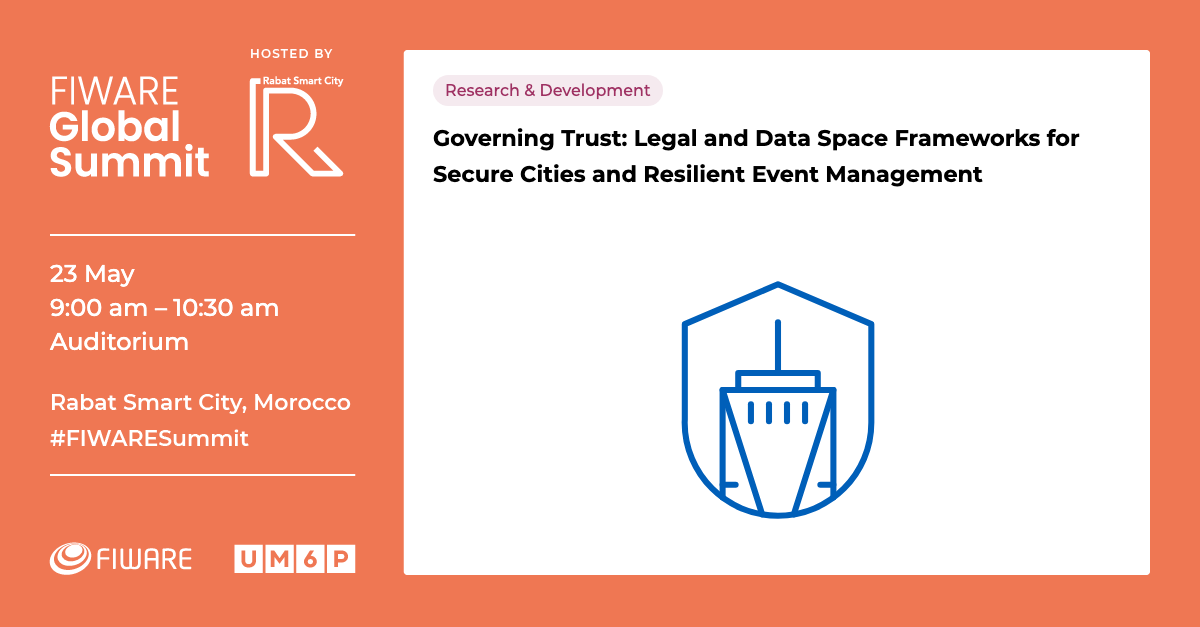 FIWARE
Global
Summit
HOSTED BY
Rabat Smart City
R
23 May
9:00 am – 10:30 am
Auditorium
Rabat Smart City, Morocco
#FIWARESummit
FIWARE
UM6P
Research & Development
Governing Trust: Legal and Data Space Frameworks for
Secure Cities and Resilient Event Management